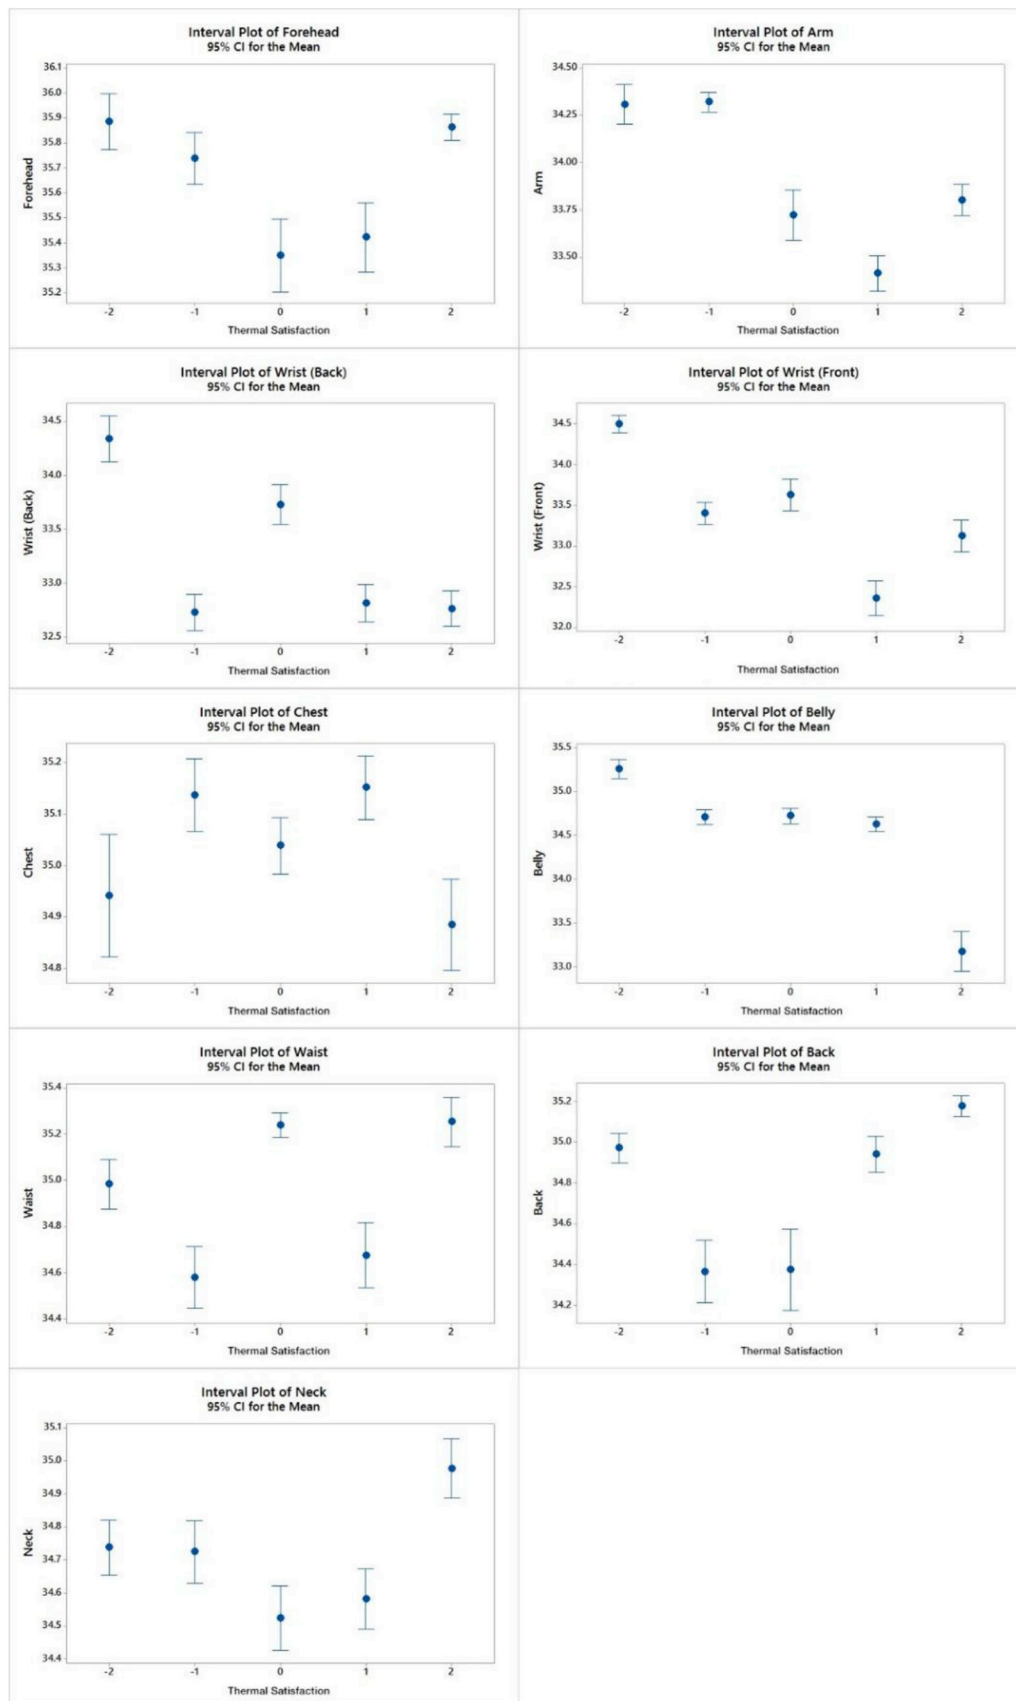 Interval Plot of Forehead
95% CI for the Mean
36.1
36.0
35.9
35.8
35.7
35.6
35.5
35.4
35.3
35.2
Forehead
-2 -1 0 1 2
Thermal Satisfaction
Interval Plot of Arm
95% CI for the Mean
34.50
34.25
34.00
33.75
33.50
Arm
-2 -1 0 1 2
Thermal Satisfaction
Interval Plot of Wrist (Back)
95% CI for the Mean
34.5
34.0
33.5
33.0
32.5
Wrist (Back)
-2 -1 0 1 2
Thermal Satisfaction
Interval Plot of Wrist (Front)
95% CI for the Mean
34.5
34.0
33.5
33.0
32.5
32.0
Wrist (Front)
-2 -1 0 1 2
Thermal Satisfaction
Interval Plot of Chest
95% CI for the Mean
35.2
35.1
35.0
34.9
34.8
Chest
-2 -1 0 1 2
Thermal Satisfaction
Interval Plot of Belly
95% CI for the Mean
35.5
35.0
34.5
34.0
33.5
33.0
Belly
-2 -1 0 1 2
Thermal Satisfaction
Interval Plot of Waist
95% CI for the Mean
35.4
35.2
35.0
34.8
34.6
34.4
Waist
-2 -1 0 1 2
Thermal Satisfaction
Interval Plot of Back
95% CI for the Mean
35.2
35.0
34.8
34.6
34.4
34.2
Back
-2 -1 0 1 2
Thermal Satisfaction
Interval Plot of Neck
95% CI for the Mean
35.1
35.0
34.9
34.8
34.7
34.6
34.5
34.4
Neck
-2 -1 0 1 2
Thermal Satisfaction